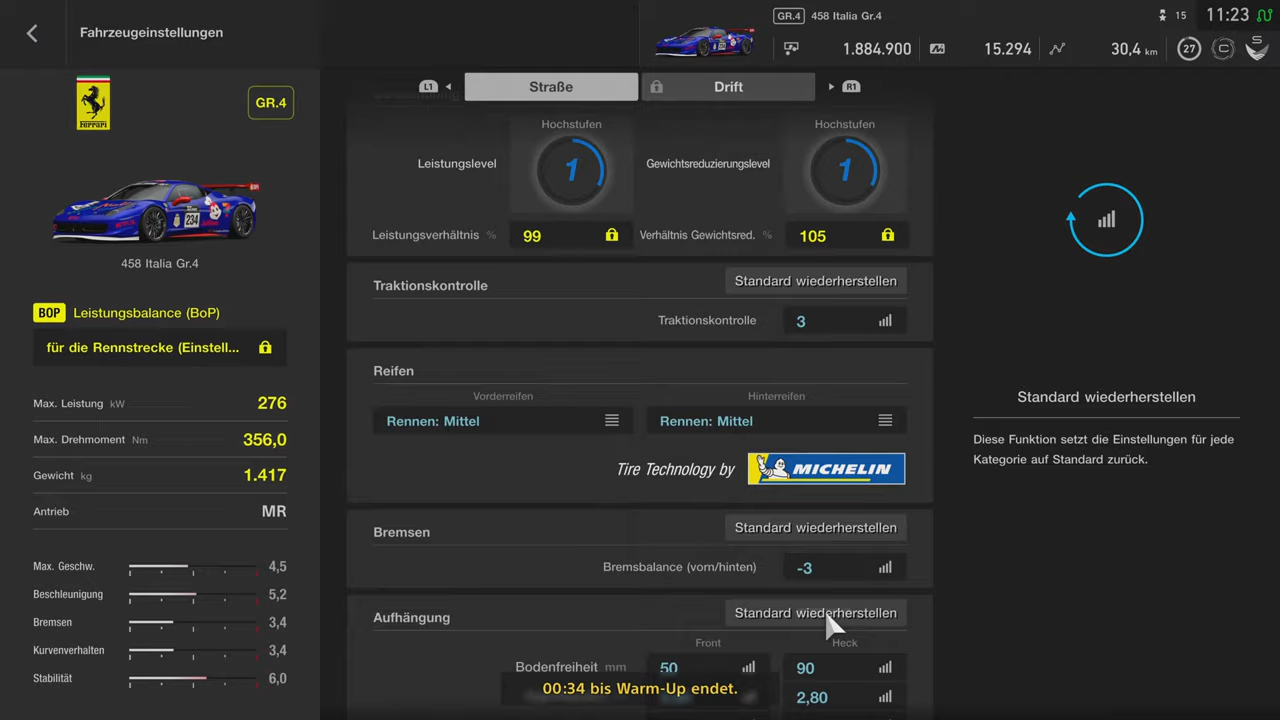 Fahrzeugeinstellungen
GR.4 458 Italia Gr.4
15 11:23
1.884.900 15.294 30,4 km 27 C S
Ferrari
GR.4
L1 Straße Drift R1
Hochstufen Hochstufen
Leistungslevel 1 Gewichtsreduzierungslevel 1
Leistungsverhältnis % 99 Verhältnis Gewichtsred. % 105
234
458 Italia Gr.4
BOP Leistungsbalance (BoP)
für die Rennstrecke (Einstell...
Max. Leistung kW 276
Max. Drehmoment Nm 356,0
Gewicht kg 1.417
Antrieb MR
Max. Geschw. 4,5
Beschleunigung 5,2
Bremsen 3,4
Kurvenverhalten 3,4
Stabilität 6,0
Traktionskontrolle Standard wiederherstellen
Traktionskontrolle 3
Reifen
Vorderreifen Hinterreifen
Rennen: Mittel Rennen: Mittel
Tire Technology by MICHELIN
Bremsen Standard wiederherstellen
Bremsbalance (vorn/hinten) -3
Aufhängung Standard wiederherstellen
Front Heck
Bodenfreiheit mm 50 90
2,80
00:34 bis Warm-Up endet.
Standard wiederherstellen
Diese Funktion setzt die Einstellungen für jede
Kategorie auf Standard zurück.